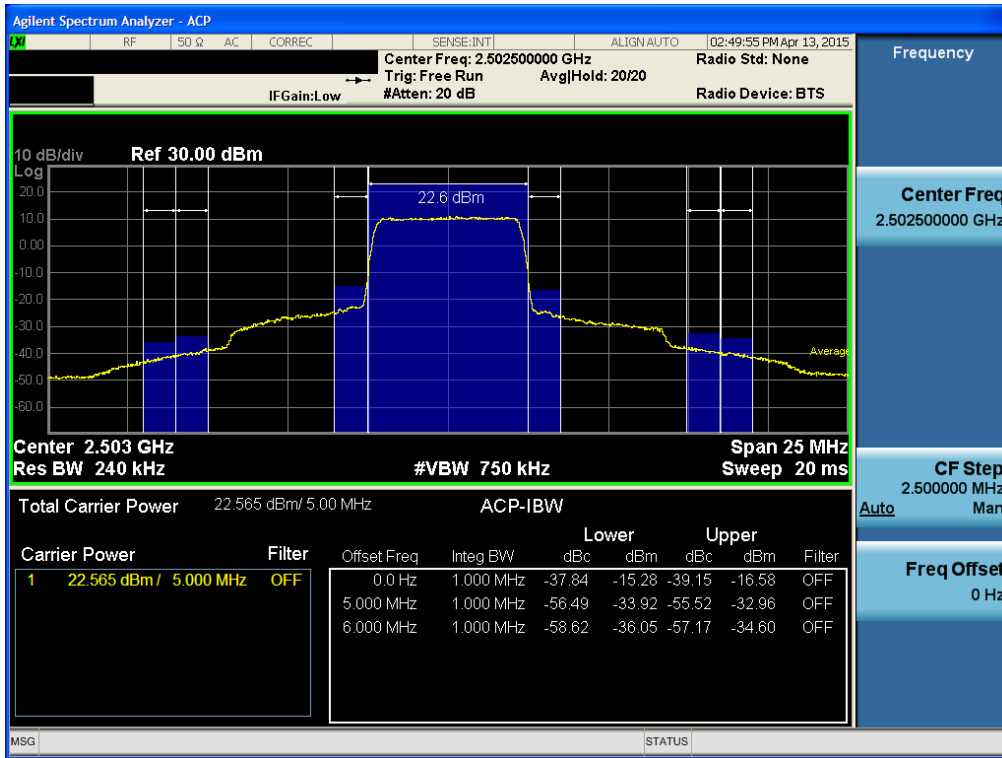 Agilent Spectrum Analyzer - ACP
LXI RF 50 Ω AC CORREC SENSE:INT ALIGN AUTO 02:49:55 PM Apr 13, 2015
Center Freq: 2.502500000 GHz Radio Std: None
Trig: Free Run Avg|Hold: 20/20
IFGain:Low #Atten: 20 dB Radio Device: BTS
10 dB/div Ref 30.00 dBm
Log
20.0
22.6 dBm
10.0
0.00
-10.0
-20.0
-30.0
-40.0
Average
-50.0
-60.0
Center 2.503 GHz Span 25 MHz
Res BW 240 kHz #VBW 750 kHz Sweep 20 ms
Total Carrier Power 22.565 dBm/ 5.00 MHz ACP-IBW
Lower Upper
Carrier Power Filter Offset Freq Integ BW dBc dBm dBc dBm Filter
1 22.565 dBm / 5.000 MHz OFF 0.0 Hz 1.000 MHz -37.84 -15.28 -39.15 -16.58 OFF
5.000 MHz 1.000 MHz -56.49 -33.92 -55.52 -32.96 OFF
6.000 MHz 1.000 MHz -58.62 -36.05 -57.17 -34.60 OFF
MSG STATUS
Frequency
Center Freq
2.502500000 GHz
CF Step
2.500000 MHz
Auto Man
Freq Offset
0 Hz